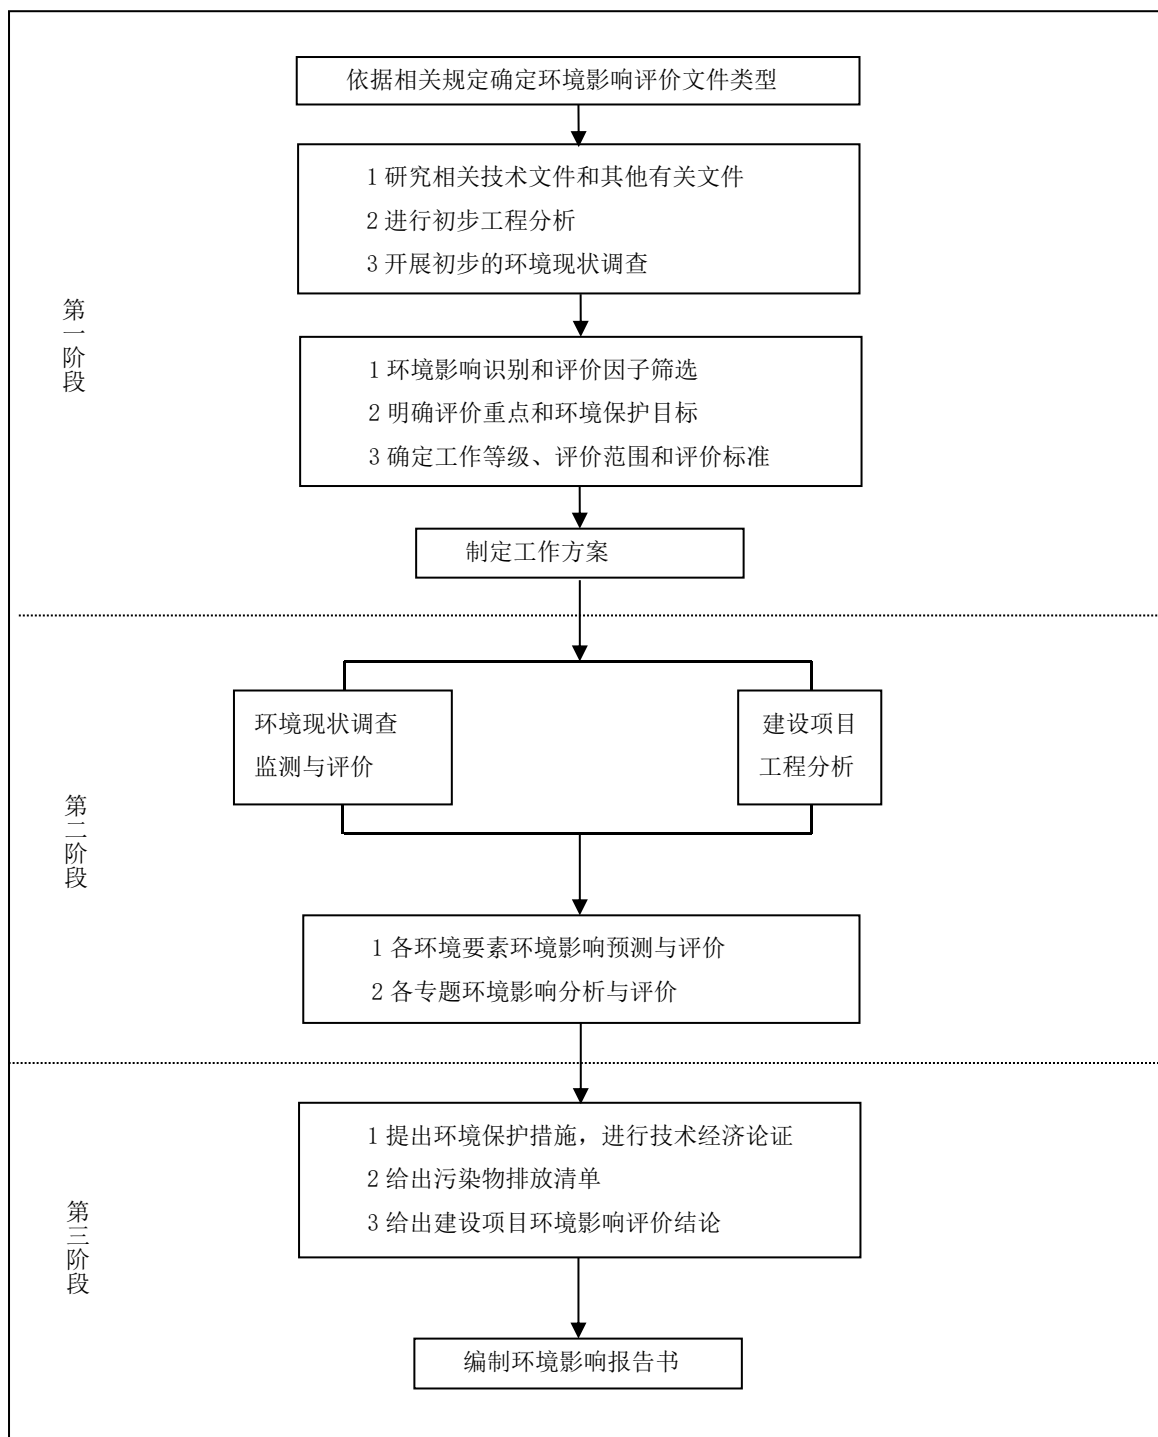 依据相关规定确定环境影响评价文件类型
1 研究相关技术文件和其他有关文件
2 进行初步工程分析
3 开展初步的环境现状调查
第一阶段
1 环境影响识别和评价因子筛选
2 明确评价重点和环境保护目标
3 确定工作等级、评价范围和评价标准
制定工作方案
环境现状调查
监测与评价
建设项目
工程分析
第二阶段
1 各环境要素环境影响预测与评价
2 各专题环境影响分析与评价
1 提出环境保护措施，进行技术经济论证
2 给出污染物排放清单
3 给出建设项目环境影响评价结论
第三阶段
编制环境影响报告书